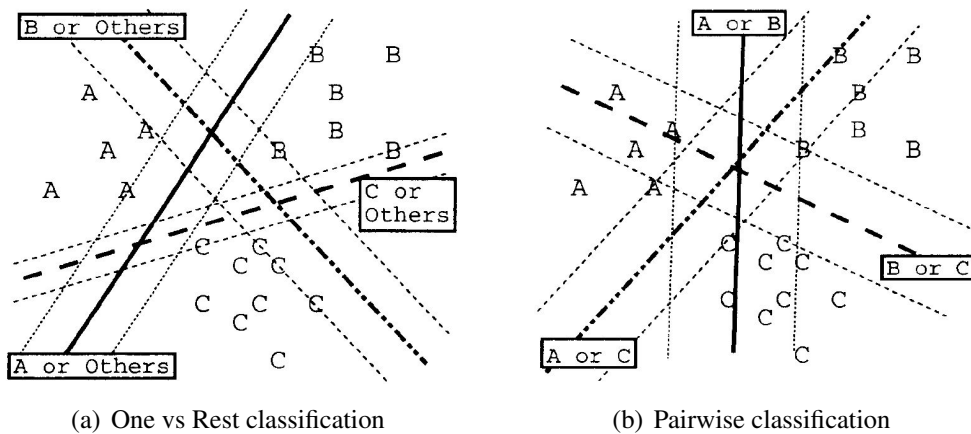 B or Others
B B
A B
A B
A B B
A A
C or
Others
C C
C C
C C C
C
A or Others
C
(a) One vs Rest classification
A or B
B B
A B
A B
A B B
A A
C C
C C
B or C
C C C
C
A or C
C
(b) Pairwise classification